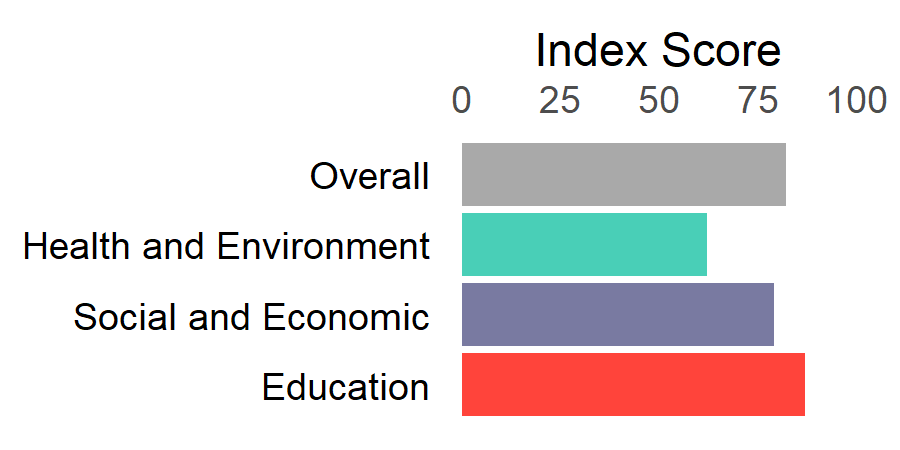 Index Score
0 25 50 75 100
Overall
Health and Environment
Social and Economic
Education